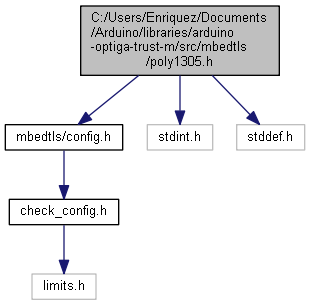 C:/Users/Enriquez/Documents
/Arduino/libraries/arduino
-optiga-trust-m/src/mbedtls
/poly1305.h
mbedtls/config.h
stdint.h
stddef.h
check_config.h
limits.h